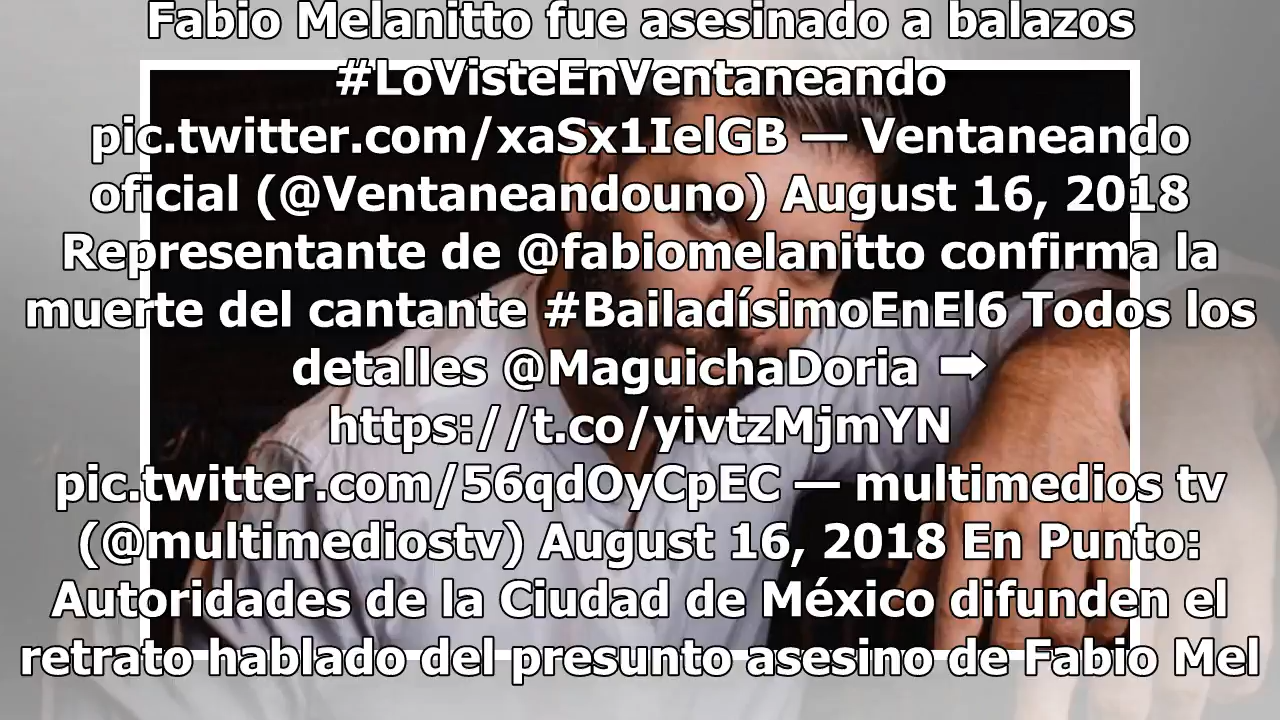 Fabio Melanitto fue asesinado a balazos
#LoVisteEnVentaneando
pic.twitter.com/xaSx1IelGB — Ventaneando
oficial (@Ventaneandouno) August 16, 2018
Representante de @fabiomelanitto confirma la
muerte del cantante #BailadísimoEnEl6 Todos los
detalles @MaguichaDoria ➡
https://t.co/yivtzMjmYN
pic.twitter.com/56qdOyCpEC — multimedios tv
(@multimediostv) August 16, 2018 En Punto:
Autoridades de la Ciudad de México difunden el
retrato hablado del presunto asesino de Fabio Mel